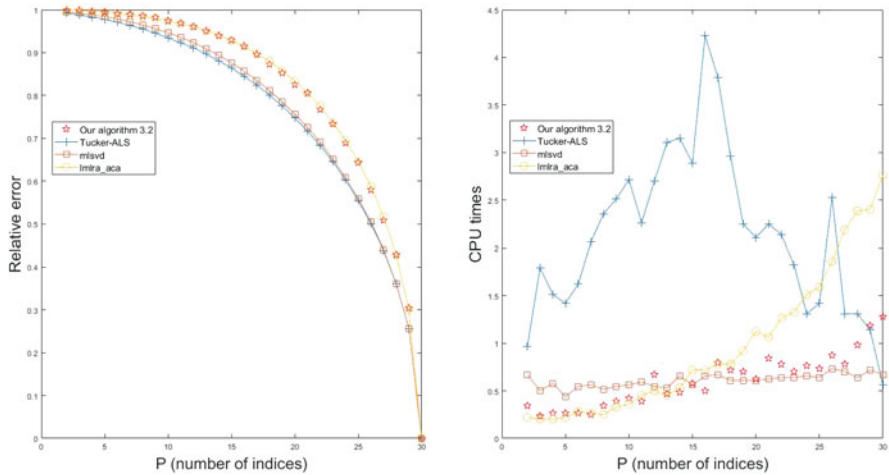 1
0.9
0.8
0.7
0.6
0.5
0.4
0.3
0.2
0.1
0
Relative error
Our algorithm 3.2
Tucker-ALS
mlsvd
lmlra_aca
0 5 10 15 20 25 30
P (number of indices)
4.5
4
3.5
3
2.5
2
1.5
1
0.5
0
CPU times
Our algorithm 3.2
Tucker-ALS
mlsvd
lmlra_aca
0 5 10 15 20 25 30
P (number of indices)